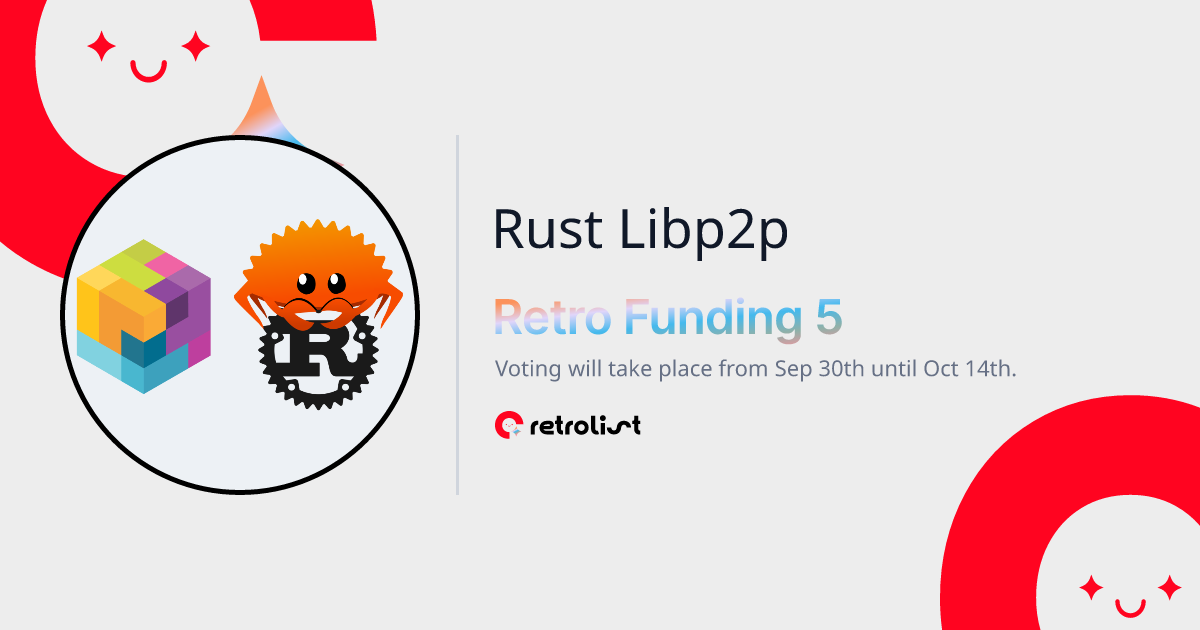 Rust Libp2p
Retro Funding 5
Voting will take place from Sep 30th until Oct 14th.
retrolist
R